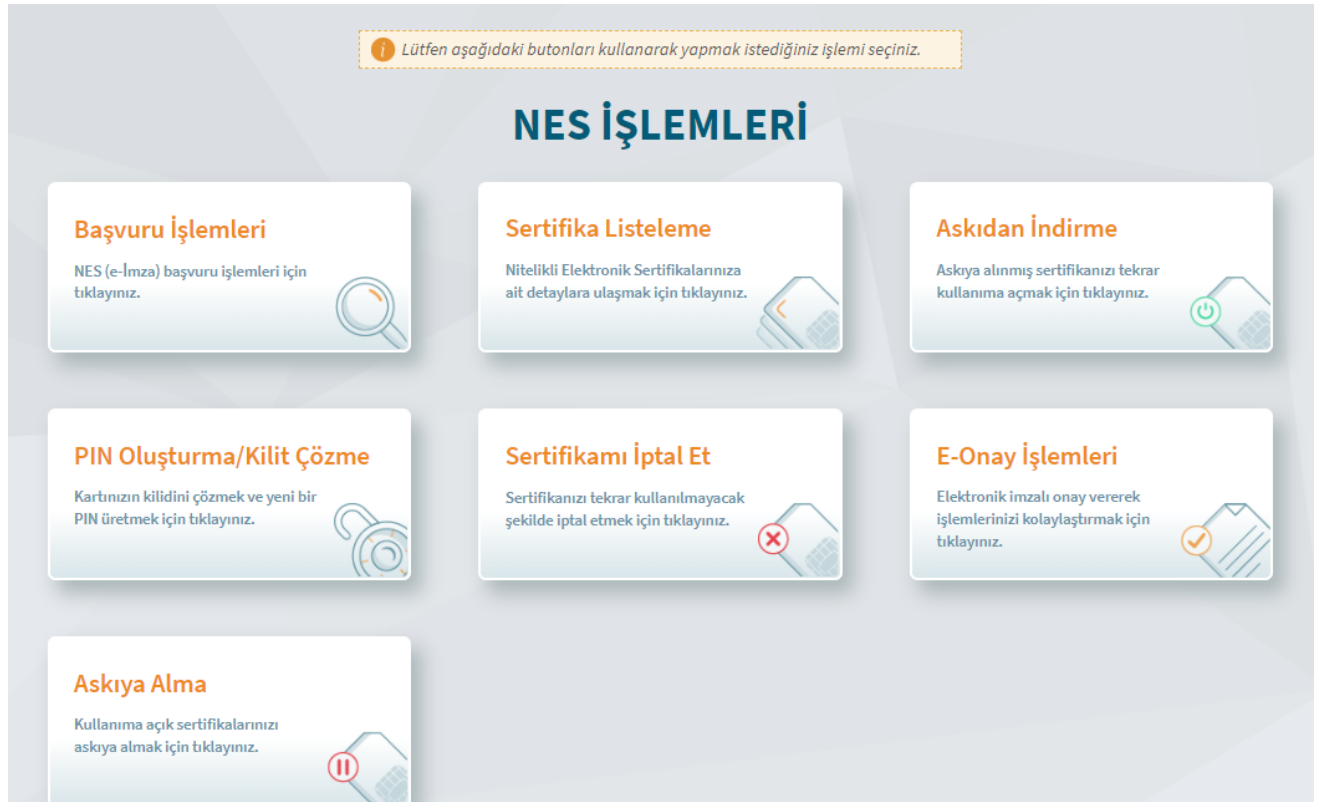 Lütfen aşağıdaki butonları kullanarak yapmak istediğiniz işlemi seçiniz.
NES İŞLEMLERİ
Başvuru İşlemleri
NES (e-İmza) başvuru işlemleri için
tıklayınız.
Sertifika Listeleme
Nitelikli Elektronik Sertifikalarınıza
ait detaylara ulaşmak için tıklayınız.
Askıdan İndirme
Askıya alınmış sertifikanızı tekrar
kullanıma açmak için tıklayınız.
PIN Oluşturma/Kilit Çözme
Kartınızın kilidini çözmek ve yeni bir
PIN üretmek için tıklayınız.
Sertifikamı İptal Et
Sertifikanızı tekrar kullanılmayacak
şekilde iptal etmek için tıklayınız.
E-Onay İşlemleri
Elektronik imzalı onay vererek
işlemlerinizi kolaylaştırmak için
tıklayınız.
Askıya Alma
Kullanıma açık sertifikalarınızı
askıya almak için tıklayınız.